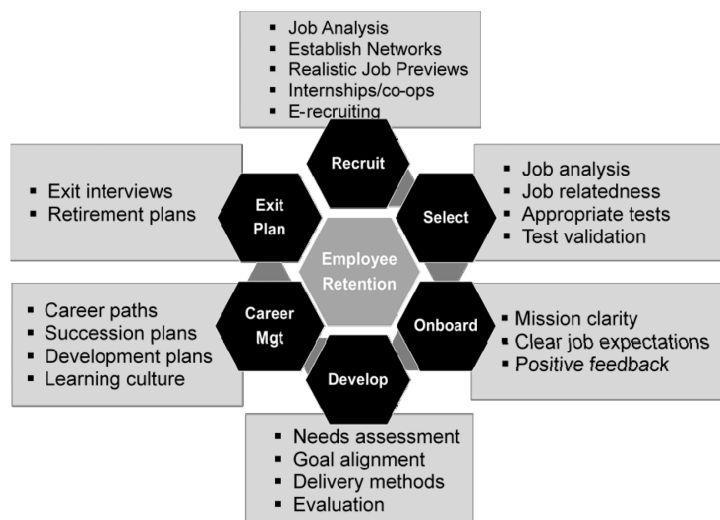 ▪ Job Analysis
▪ Establish Networks
▪ Realistic Job Previews
▪ Internships/co-ops
▪ E-recruiting
Recruit
▪ Exit interviews
▪ Retirement plans
Exit
Plan
Select
▪ Job analysis
▪ Job relatedness
▪ Appropriate tests
▪ Test validation
Employee
Retention
▪ Career paths
▪ Succession plans
▪ Development plans
▪ Learning culture
Career
Mgt
Onboard
▪ Mission clarity
▪ Clear job expectations
▪ Positive feedback
Develop
▪ Needs assessment
▪ Goal alignment
▪ Delivery methods
▪ Evaluation